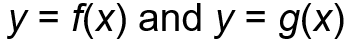 y = f(x) and y = g(x)